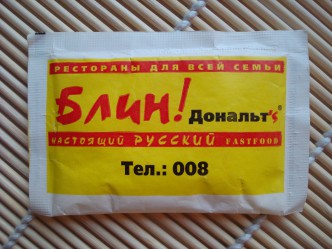 РЕСТОРАНЫ ДЛЯ ВСЕЙ СЕМЬИ
Блин! Дональт's®
НАСТОЯЩИЙ РУССКИЙ FASTFOOD
Тел.: 008